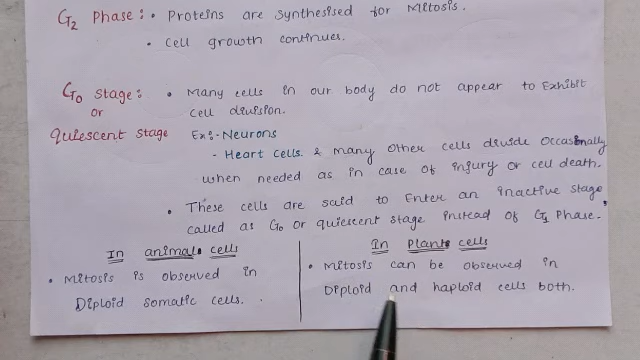 G2 Phase: • Proteins are synthesised for Mitosis.
• Cell growth continues.
G0 Stage: • Many cells in our body do not appear to Exhibit
or cell division.
Quiescent Stage Ex:- Neurons
- Heart cells & many other cells divide occasionally
when needed as in case of injury or cell death.
• These cells are said to Enter an inactive stage,
called as G0 or quiescent stage instead of G1 Phase.
In animal cells
• Mitosis is observed in
Diploid somatic cells.
In Plant cells
• Mitosis can be observed in
Diploid and haploid cells both.